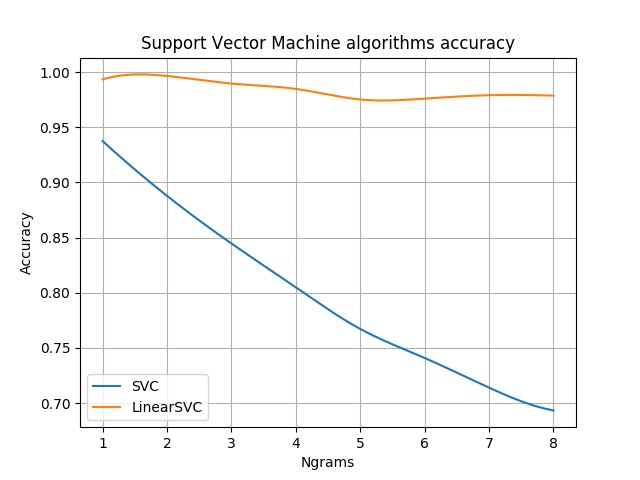 Support Vector Machine algorithms accuracy
Accuracy
1.00
0.95
0.90
0.85
0.80
0.75
0.70
SVC
LinearSVC
1 2 3 4 5 6 7 8
Ngrams